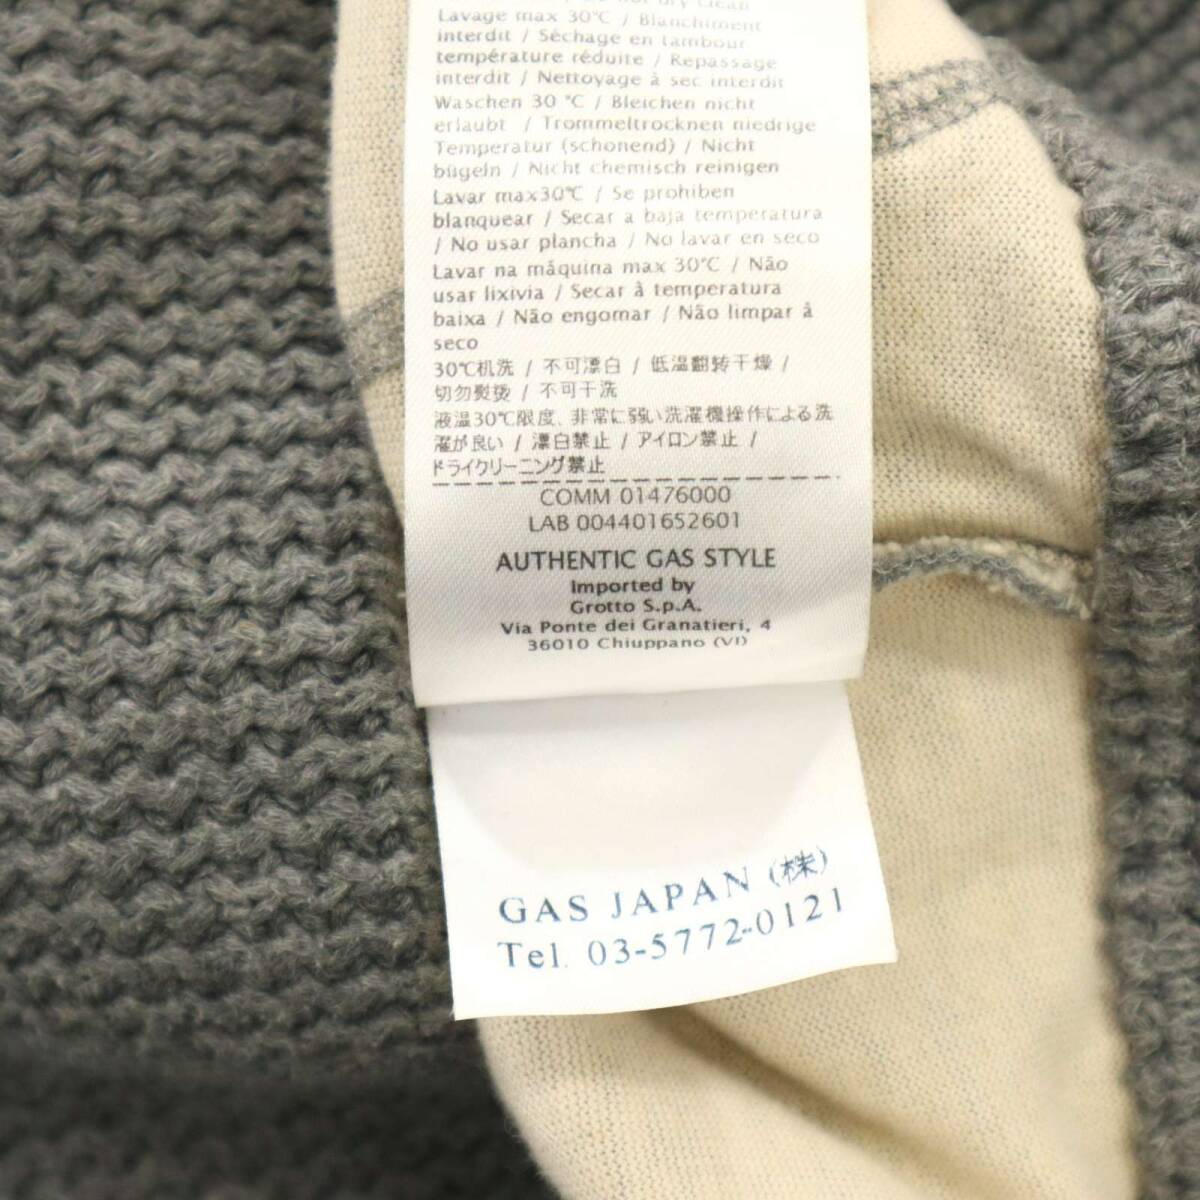 not dry clean
Lavage max 30°C / Blanchiment
interdit / Séchage en tambour
température réduite / Repassage
interdit / Nettoyage à sec interdit
Waschen 30 °C / Bleichen nicht
erlaubt / Trommeltrocknen niedrige
Temperatur (schonend) / Nicht
bügeln / Nicht chemisch reinigen
Lavar max30°C / Se prohiben
blanquear / Secar a baja temperatura
/ No usar plancha / No lavar en seco
Lavar na máquina max 30°C / Não
usar lixivia / Secar à temperatura
baixa / Não engomar / Não limpar à
seco
30℃机洗 / 不可漂白 / 低温翻转干燥 /
切勿熨烫 / 不可干洗
液温30℃限度、非常に弱い洗濯機操作による洗
濯が良い / 漂白禁止 / アイロン禁止 /
ドライクリーニング禁止
COMM 01476000
LAB 004401652601
AUTHENTIC GAS STYLE
Imported by
Grotto S.p.A.
Via Ponte dei Granatieri, 4
36010 Chiuppano (VI)
GAS JAPAN (株)
Tel. 03-5772-0121